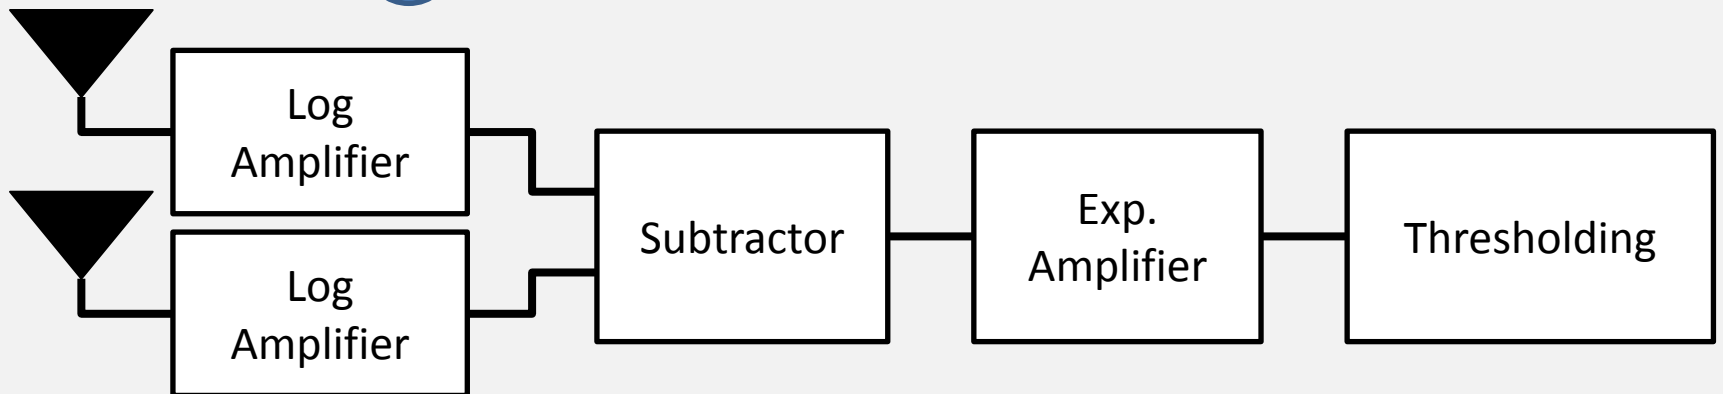 Log
Amplifier
Log
Amplifier
Subtractor
Exp.
Amplifier
Thresholding